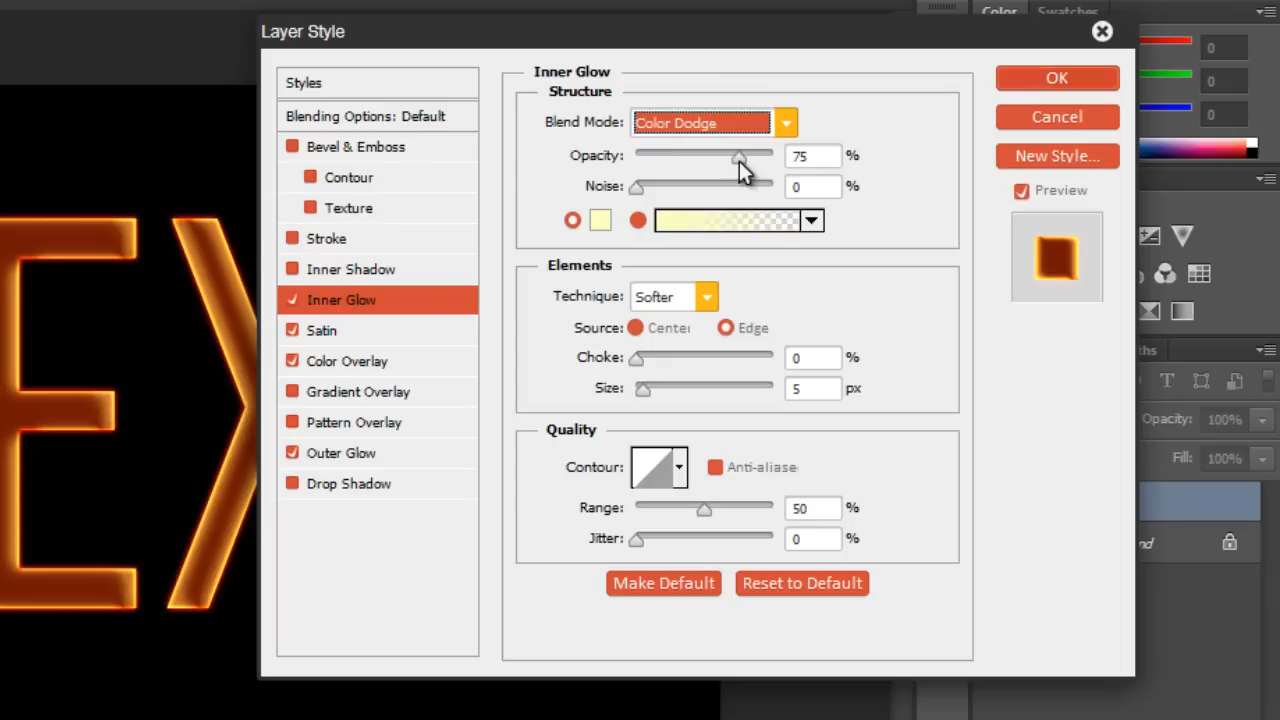 Color Swatches
Layer Style
Styles
Blending Options: Default
Bevel & Emboss
Contour
Texture
Stroke
Inner Shadow
Inner Glow
Satin
Color Overlay
Gradient Overlay
Pattern Overlay
Outer Glow
Drop Shadow
Inner Glow
Structure
Blend Mode: Color Dodge
Opacity: 75 %
Noise: 0 %
Elements
Technique: Softer
Source: Center Edge
Choke: 0 %
Size: 5 px
Quality
Contour: Anti-aliase
Range: 50 %
Jitter: 0 %
Make Default Reset to Default
OK
Cancel
New Style...
Preview
0
0
0
ths
Opacity: 100%
Fill: 100%
nd
EX